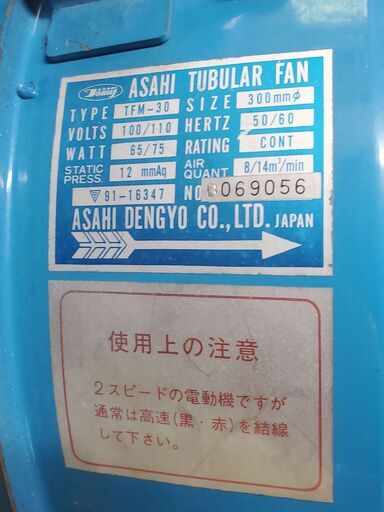 ASAHI TUBULAR FAN
TYPE TFM-30 SIZE 300mmφ
VOLTS 100/110 HERTZ 50/60
WATT 65/75 RATING CONT
STATIC PRESS. 12 mmAq AIR QUANT 8/14m³/min
▽ 91-16347 NO 069056
ASAHI DENGYO CO., LTD. JAPAN
使用上の注意
2スピードの電動機ですが
通常は高速(黒・赤)を結線
して下さい。